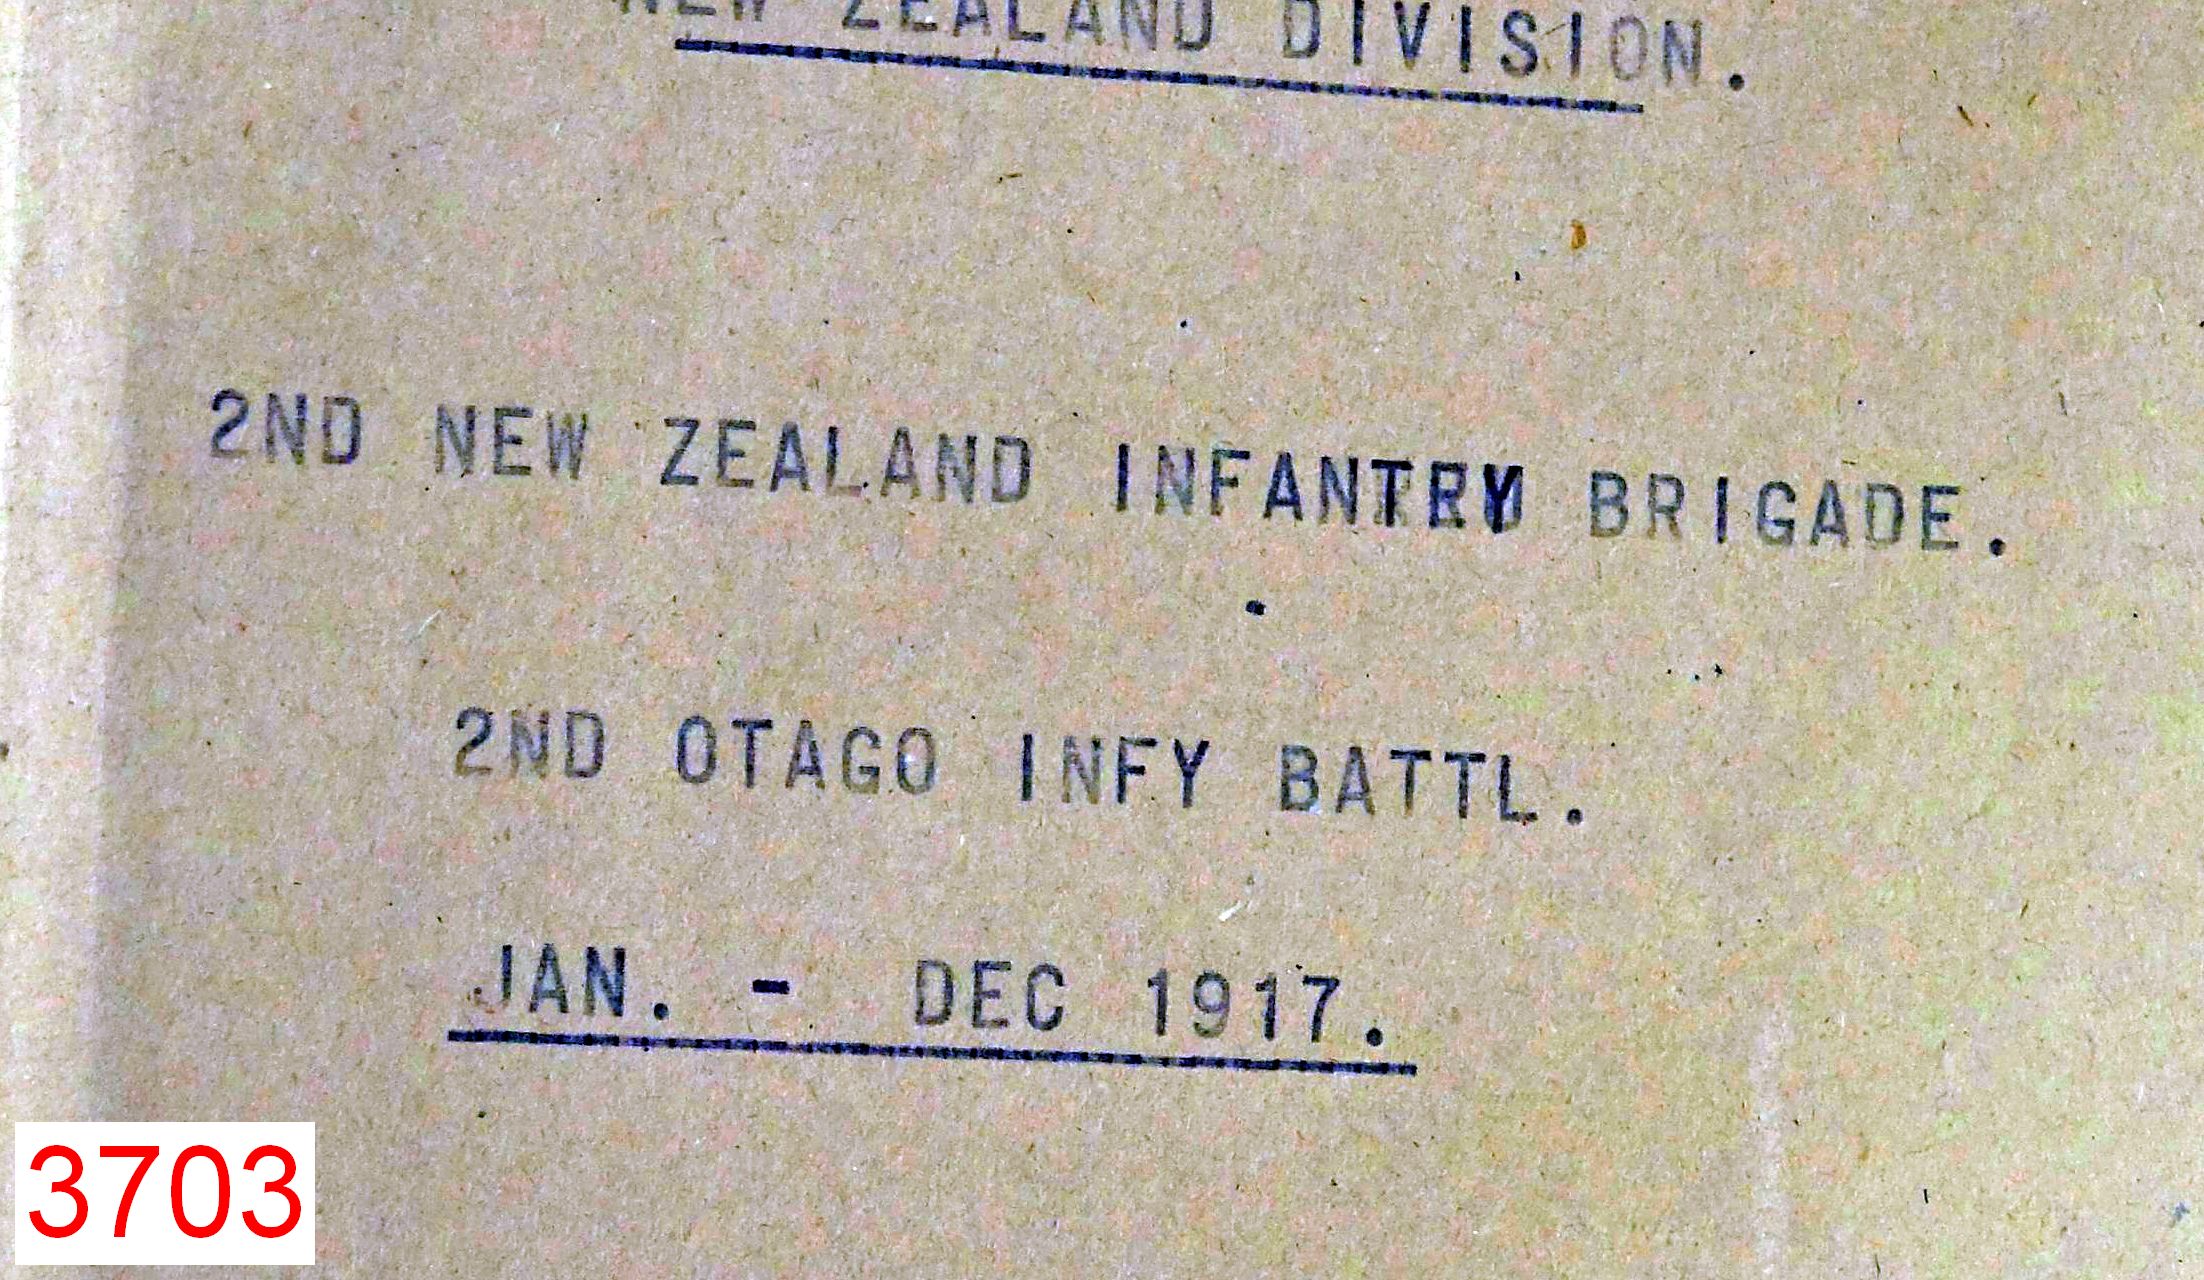 NEW ZEALAND DIVISION.
2ND NEW ZEALAND INFANTRY BRIGADE.
2ND OTAGO INFY BATTL.
JAN. - DEC 1917.
3703